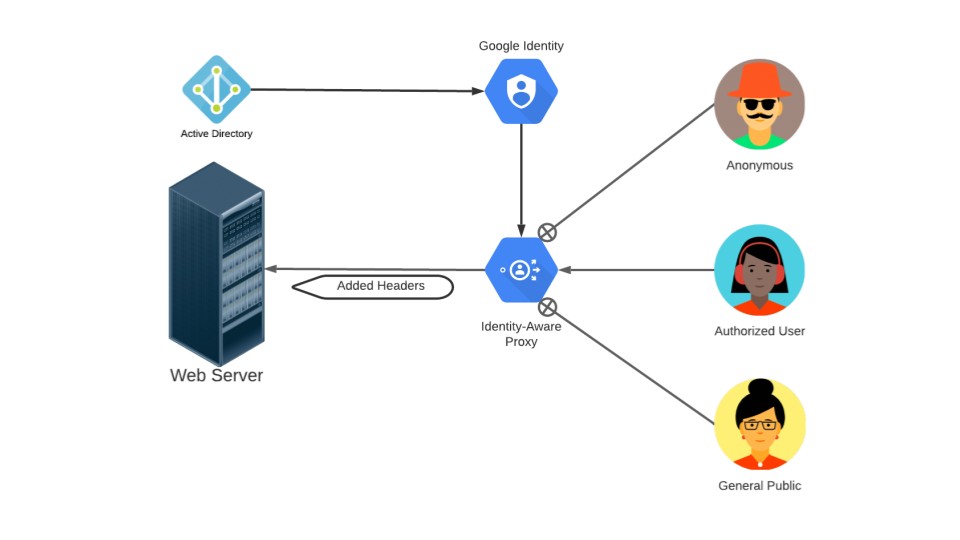 Google Identity
Active Directory
Anonymous
Added Headers
Identity-Aware
Proxy
Authorized User
Web Server
General Public